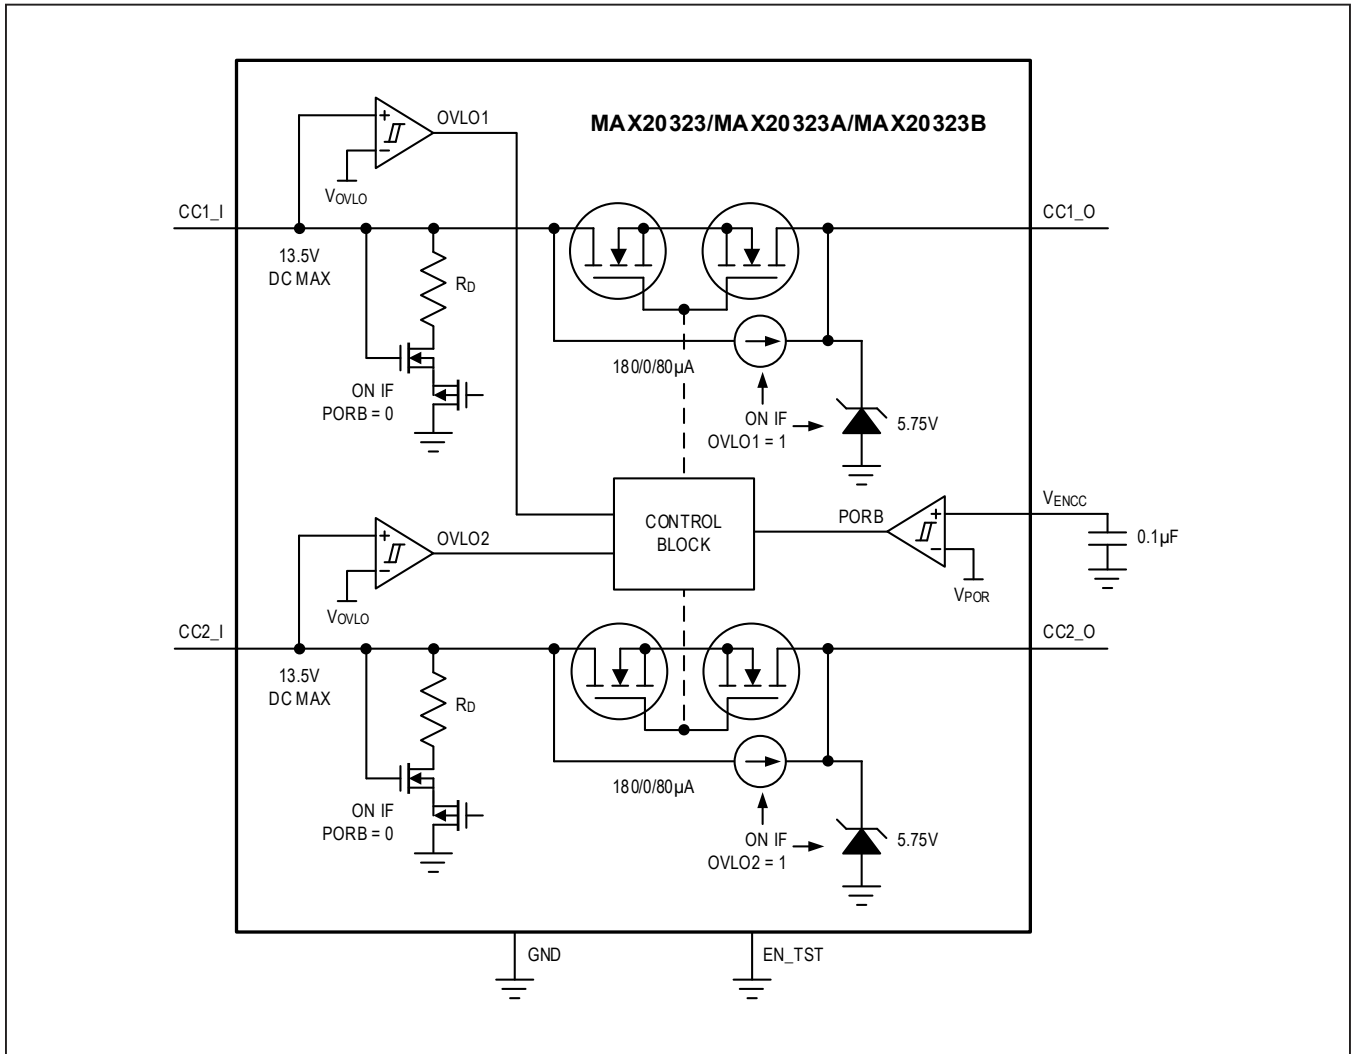 MAX20323/MAX20323A/MAX20323B
OVLO1
+
-
VOVLO
CC1_I
CC1_O
13.5V
DC MAX
RD
180/0/80µA
ON IF
PORB = 0
ON IF
OVLO1 = 1
5.75V
CONTROL
BLOCK
PORB
+
-
VENCC
0.1µF
VPOR
OVLO2
+
-
VOVLO
CC2_I
CC2_O
13.5V
DC MAX
RD
180/0/80µA
ON IF
PORB = 0
ON IF
OVLO2 = 1
5.75V
GND
EN_TST